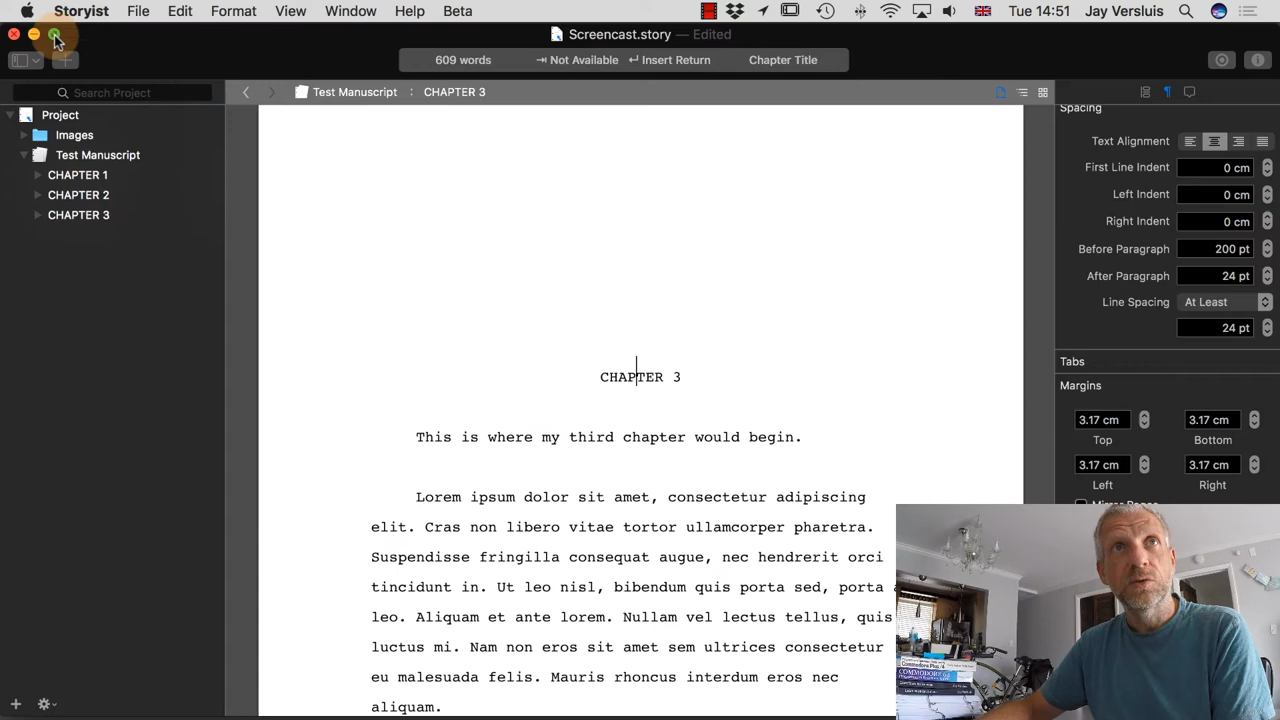 Storyist File Edit Format View Window Help Beta Tue 14:51 Jay Versluis
Screencast.story — Edited
609 words Not Available Insert Return Chapter Title
Search Project
Test Manuscript : CHAPTER 3
Project
Images
Test Manuscript
CHAPTER 1
CHAPTER 2
CHAPTER 3
CHAPTER 3
This is where my third chapter would begin.
Lorem ipsum dolor sit amet, consectetur adipiscing
elit. Cras non libero vitae tortor ullamcorper pharetra.
Suspendisse fringilla consequat augue, nec hendrerit orci
tincidunt in. Ut leo nisl, bibendum quis porta sed, porta
leo. Aliquam et ante lorem. Nullam vel lectus tellus, quis
luctus mi. Nam non eros sit amet sem ultrices consectetur
eu malesuada felis. Mauris rhoncus interdum eros nec
aliquam.
Spacing
Text Alignment
First Line Indent 0 cm
Left Indent 0 cm
Right Indent 0 cm
Before Paragraph 200 pt
After Paragraph 24 pt
Line Spacing At Least
24 pt
Tabs
Margins
3.17 cm 3.17 cm
Top Bottom
3.17 cm 3.17 cm
Left Right